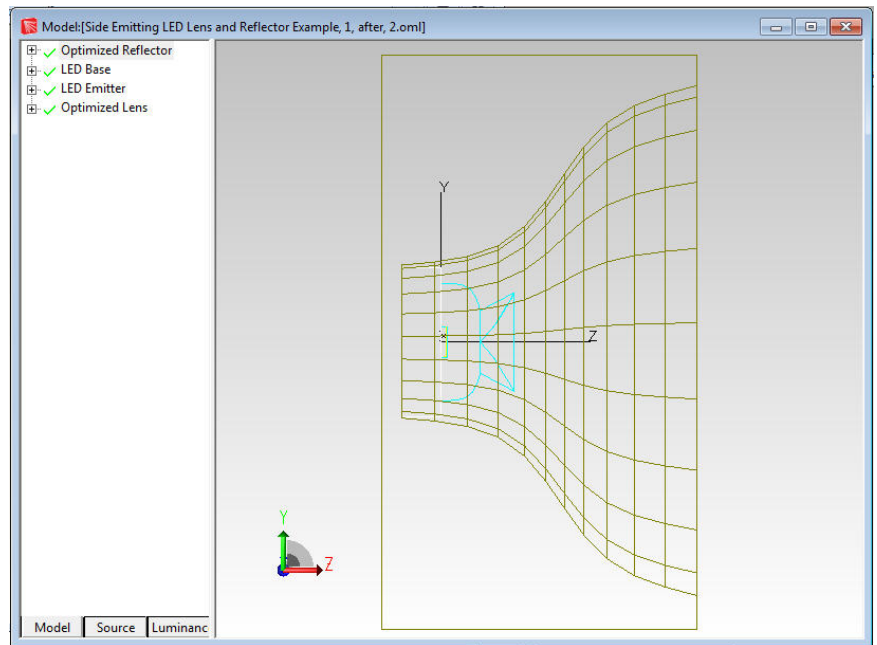 Model:[Side Emitting LED Lens and Reflector Example, 1, after, 2.oml]
Optimized Reflector
LED Base
LED Emitter
Optimized Lens
Y
Z
Y
Z
Model Source Luminanc